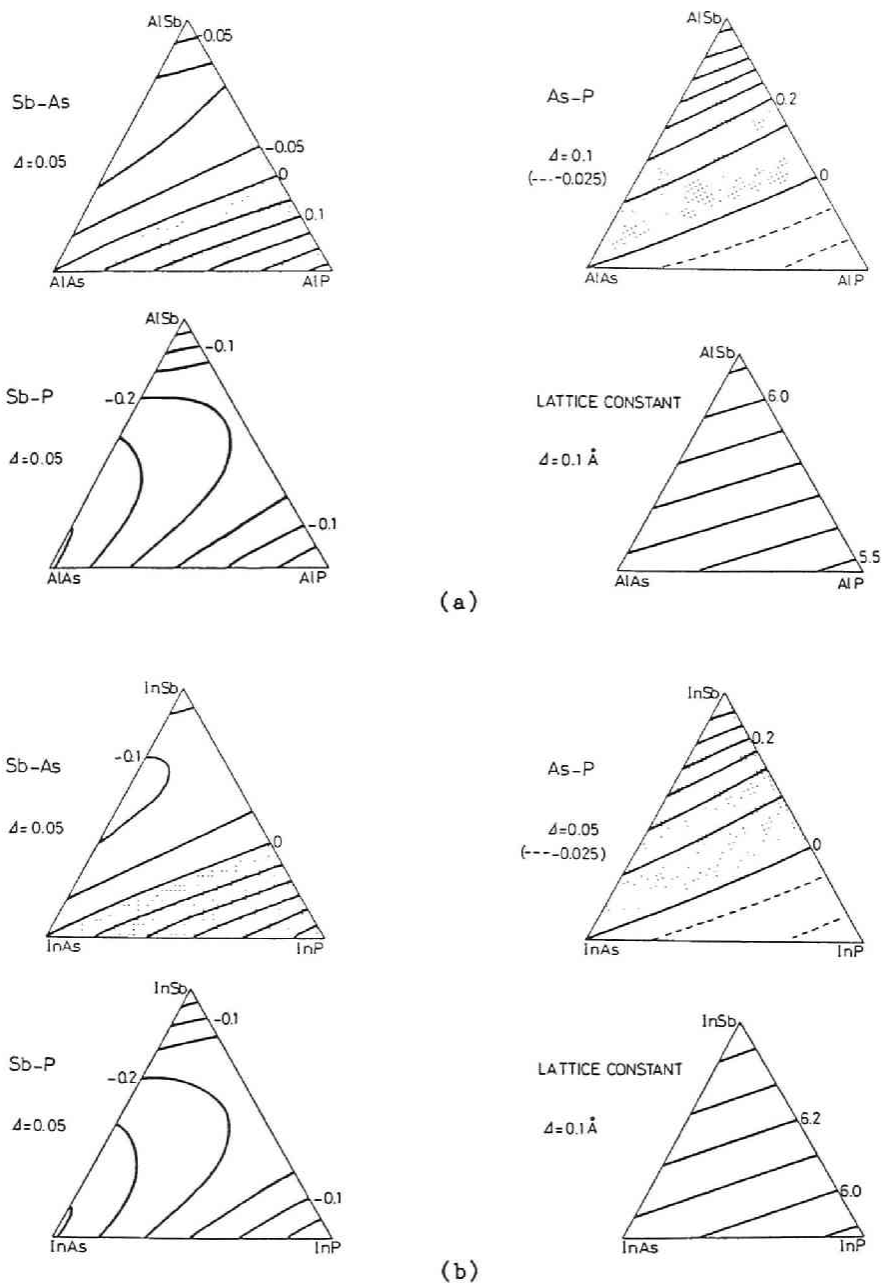 AlSb
-0.05
Sb-As
Δ=0.05
-0.05
0
0.1
AlAs
AlP
AlSb
As-P
0.2
Δ=0.1
(---0.025)
0
AlAs
AlP
AlSb
-0.1
Sb-P
-0.2
Δ=0.05
-0.1
AlAs
AlP
AlSb
LATTICE CONSTANT
6.0
Δ=0.1Å
5.5
AlAs
AlP
(a)
InSb
Sb-As
-0.1
Δ=0.05
0
InAs
InP
InSb
As-P
0.2
Δ=0.05
(---0.025)
0
InAs
InP
InSb
-0.1
Sb-P
-0.2
Δ=0.05
-0.1
InAs
InP
InSb
LATTICE CONSTANT
6.2
Δ=0.1Å
6.0
InAs
InP
(b)